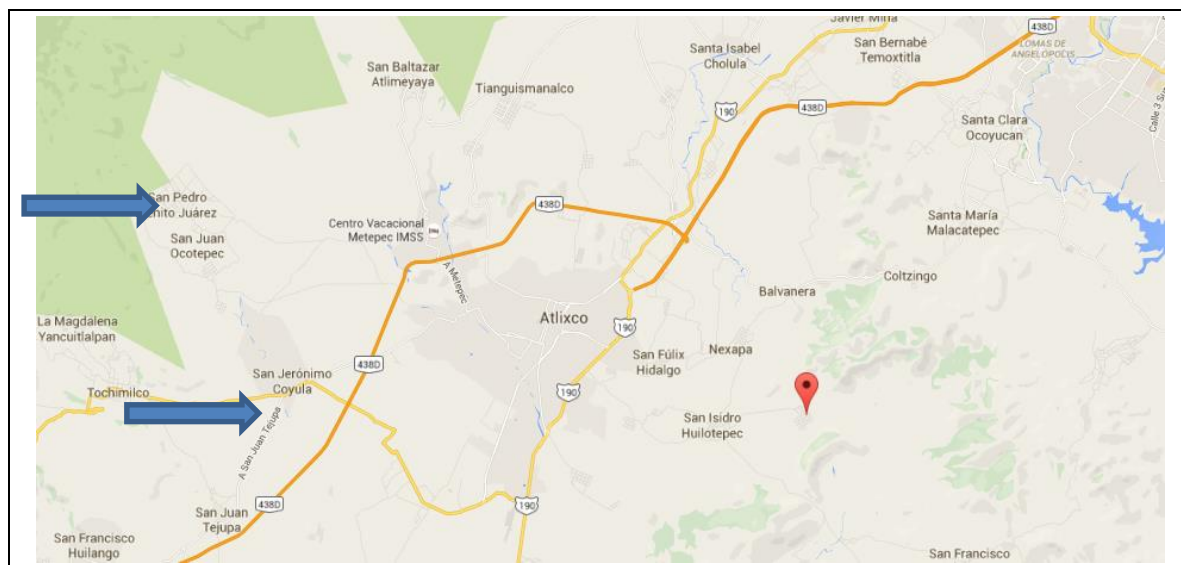 Javier Mina
438D
San Bernabé
Temoxtitla
LOMAS DE
ANGELÓPOLIS
Santa Isabel
Cholula
San Baltazar
Atlimeyaya
Tianguismanalco
190
438D
Calle 3 Sur
Santa Clara
Ocoyucan
San Pedro
Benito Juárez
438D
Centro Vacacional
Metepec IMSS
San Juan
Ocotepec
Santa María
Malacatepec
A Metepec
Coltzingo
Balvanera
La Magdalena
Yancuitlalpan
Atlixco
190
438D
San Fúlix
Hidalgo
Nexapa
San Jerónimo
Coyula
Tochimilco
190
San Isidro
Huilotepec
A San Juan Tejupa
438D
190
San Juan
Tejupa
San Francisco
Huilango
San Francisco